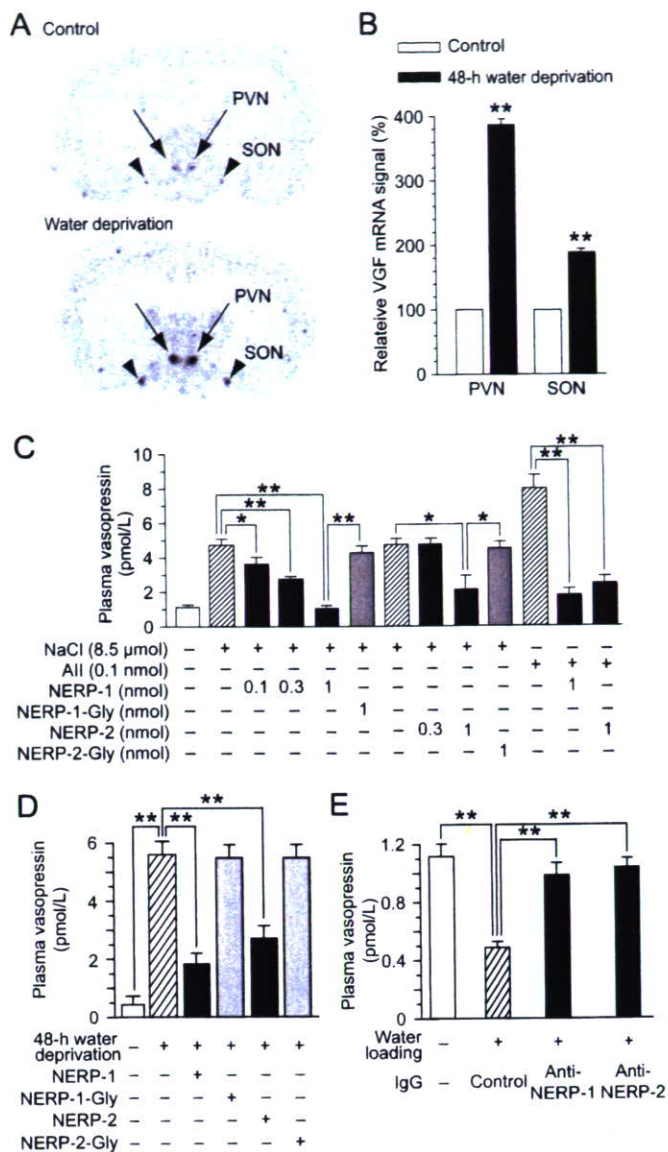 A
Control
PVN
SON
Water deprivation
PVN
SON
B
Control
48-h water deprivation
Relateive VGF mRNA signal (%)
400
300
200
100
0
**
**
PVN SON
C
Plasma vasopressin
(pmol/L)
10
8
6
4
2
0
** **
** **
* ** * *
NaCl (8.5 µmol) – + + + + + + + + + – – –
AII (0.1 nmol) – – – – – – – – – – + + +
NERP-1 (nmol) – – 0.1 0.3 1 – – – – – – 1 –
NERP-1-Gly (nmol) – – – – – 1 – – – – – – –
NERP-2 (nmol) – – – – – – – 0.3 1 – – – 1
NERP-2-Gly (nmol) – – – – – – – – – 1 – – –
D
Plasma vasopressin
(pmol/L)
6
4
2
0
** ** **
48-h water
deprivation – + + + + +
NERP-1 – – + – – –
NERP-1-Gly – – – + – –
NERP-2 – – – – + –
NERP-2-Gly – – – – – +
E
Plasma vasopressin
(pmol/L)
1.2
0.8
0.4
0
** ** **
Water
loading – + + +
IgG – Control Anti-NERP-1 Anti-NERP-2